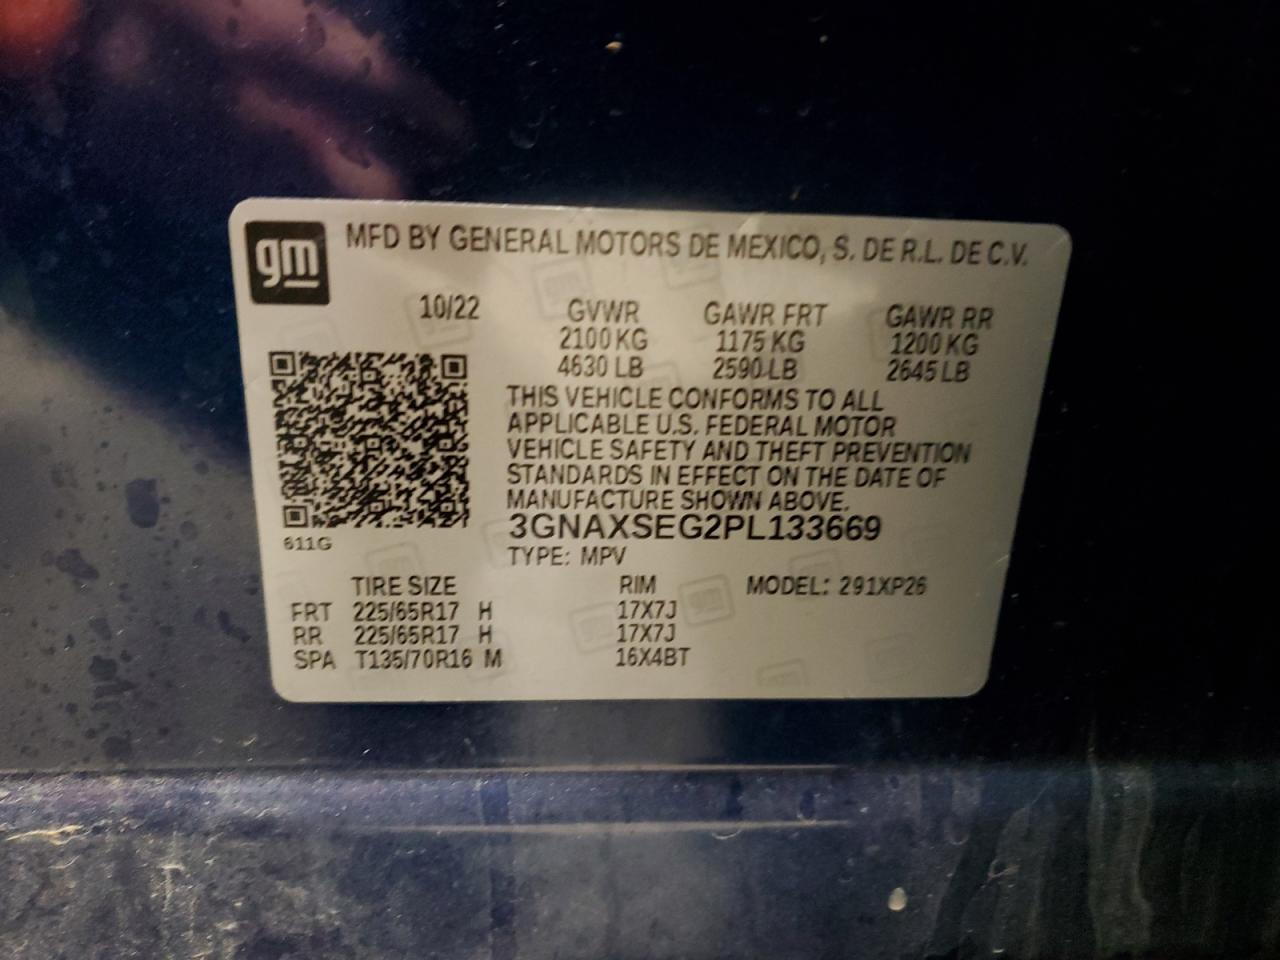 gm MFD BY GENERAL MOTORS DE MEXICO, S. DE R.L. DE C.V.
10/22 GVWR GAWR FRT GAWR RR
2100 KG 1175 KG 1200 KG
4630 LB 2590 LB 2645 LB
THIS VEHICLE CONFORMS TO ALL
APPLICABLE U.S. FEDERAL MOTOR
VEHICLE SAFETY AND THEFT PREVENTION
STANDARDS IN EFFECT ON THE DATE OF
MANUFACTURE SHOWN ABOVE.
3GNAXSEG2PL133669
611G
TYPE: MPV
TIRE SIZE RIM MODEL: 291XP26
FRT 225/65R17 H 17X7J
RR 225/65R17 H 17X7J
SPA T135/70R16 M 16X4BT